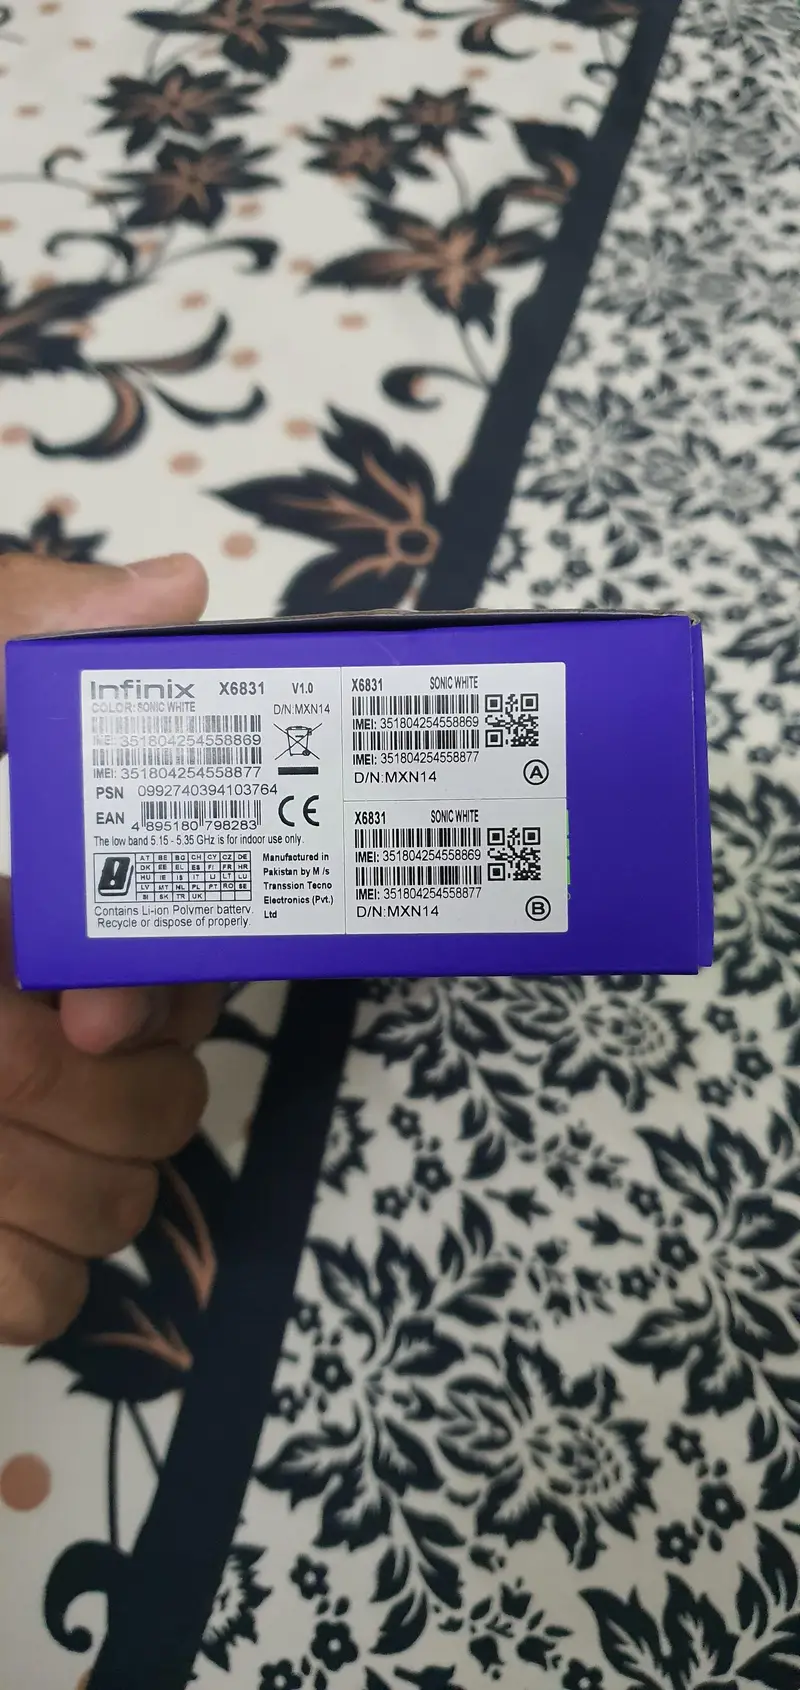 Infinix X6831 V1.0
COLOR: SONIC WHITE D/N:MXN14
IMEI: 351804254558869
IMEI: 351804254558877
PSN 0992740394103764
EAN 4 895180 798283
CE
The low band 5.15 - 5.35 GHz is for indoor use only.
AT BE BG CH CY CZ DE
DK EE EL ES FI FR HR
HU IE IS IT LI LT LU
LV MT NL PL PT RO SE
SI SK TR UK
Contains Li-ion Polymer battery.
Recycle or dispose of properly.
Manufactured in
Pakistan by M /s
Transsion Tecno
Electronics (Pvt.)
Ltd
X6831 SONIC WHITE
IMEI: 351804254558869
IMEI: 351804254558877
D/N:MXN14 A
X6831 SONIC WHITE
IMEI: 351804254558869
IMEI: 351804254558877
D/N:MXN14 B